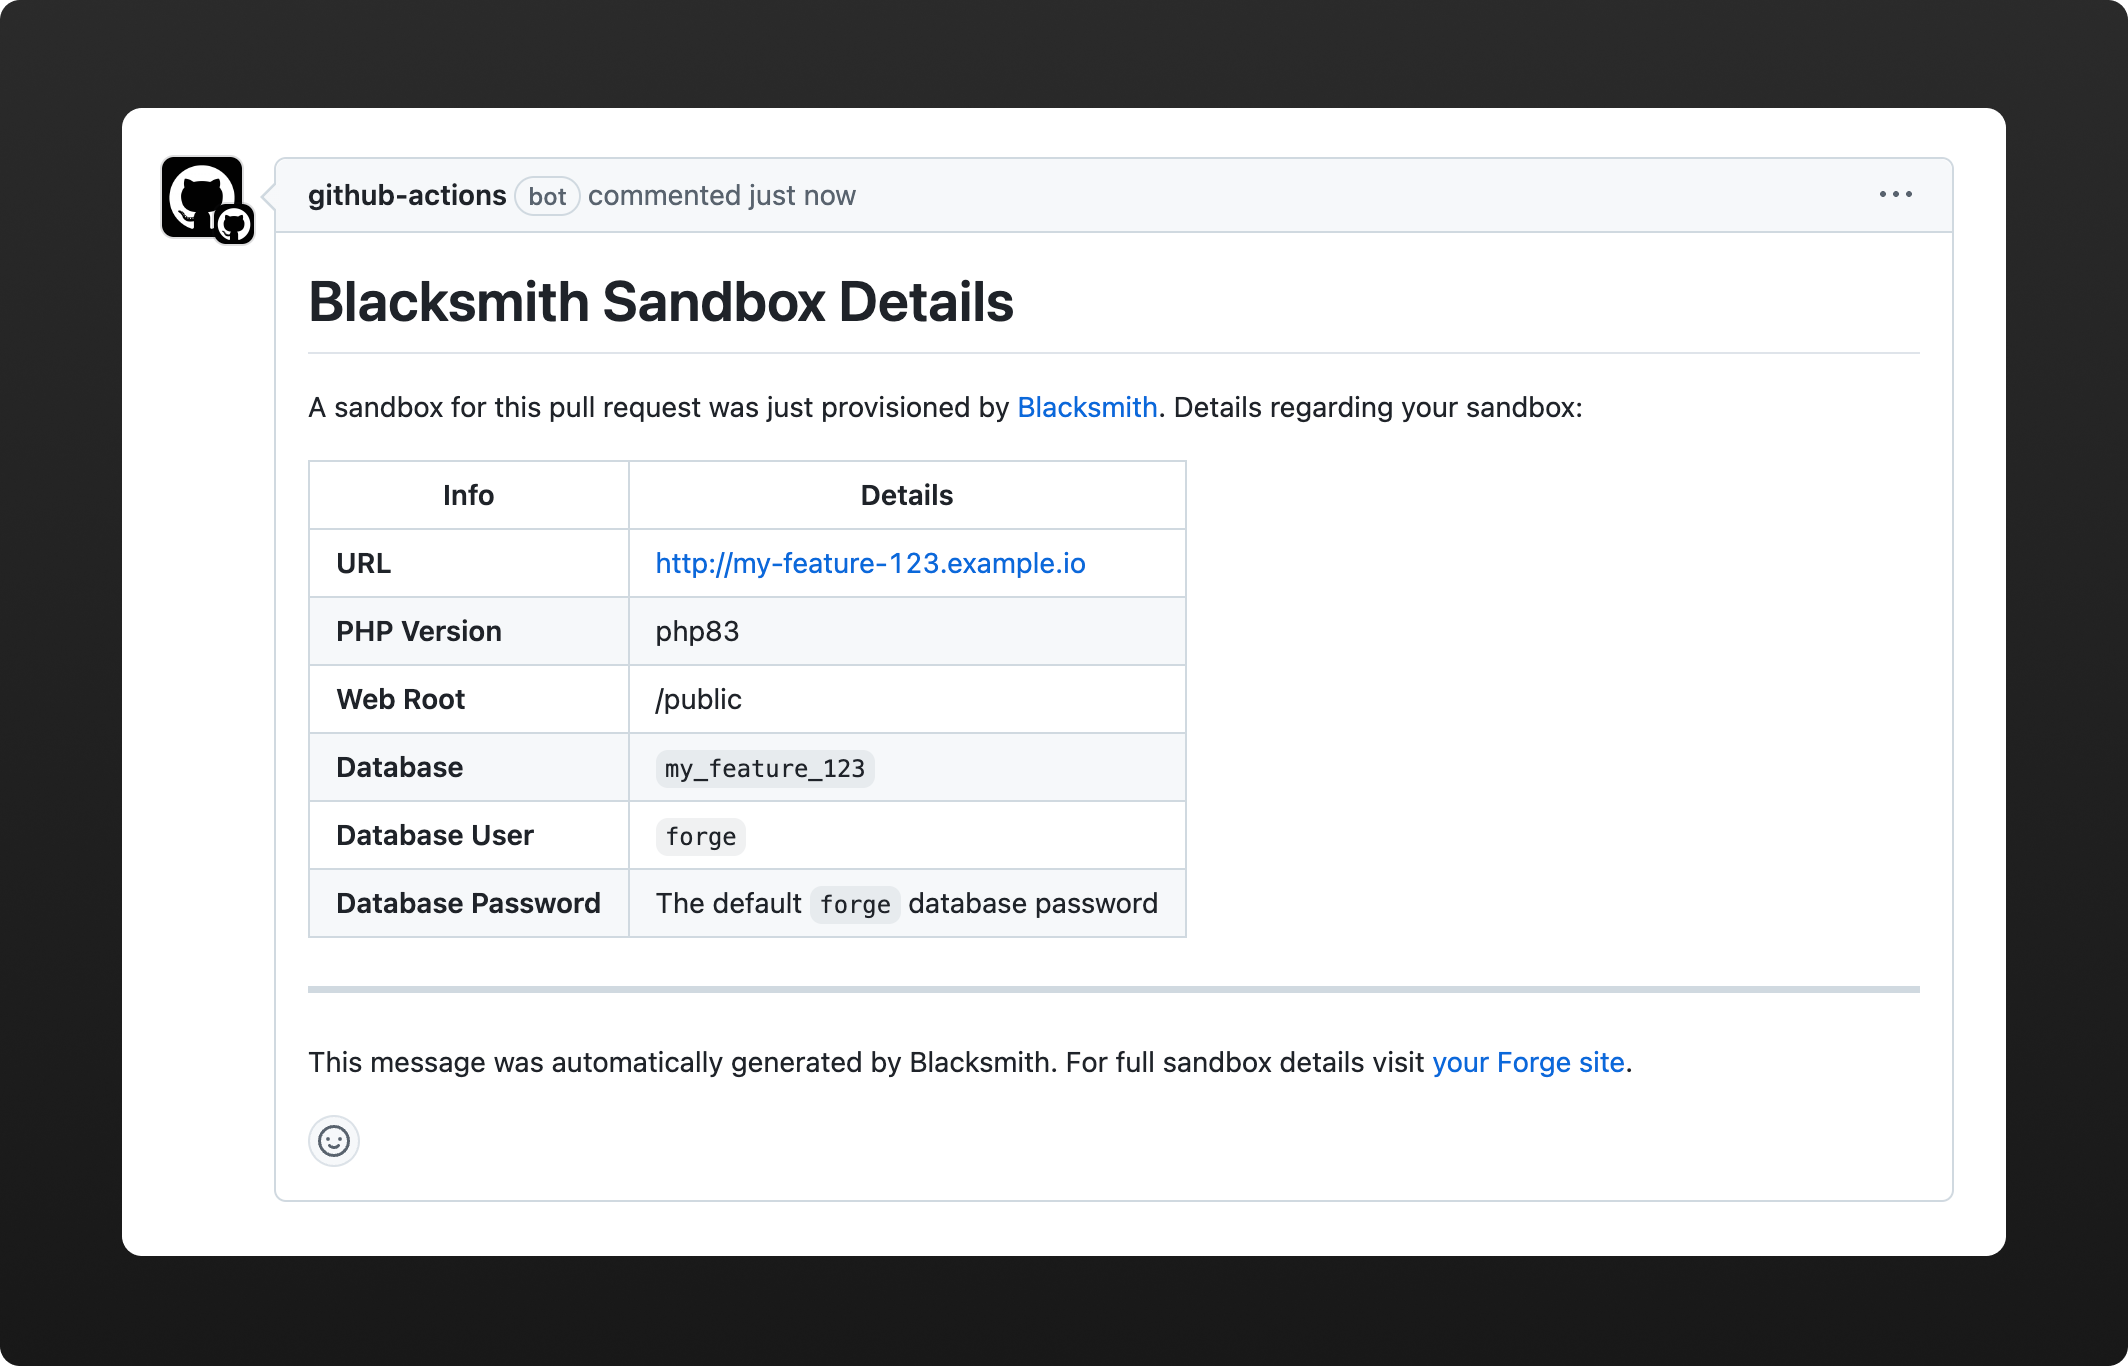 github-actions bot commented just now
Blacksmith Sandbox Details
A sandbox for this pull request was just provisioned by Blacksmith. Details regarding your sandbox:
Info Details
URL http://my-feature-123.example.io
PHP Version php83
Web Root /public
Database my_feature_123
Database User forge
Database Password The default forge database password
This message was automatically generated by Blacksmith. For full sandbox details visit your Forge site.